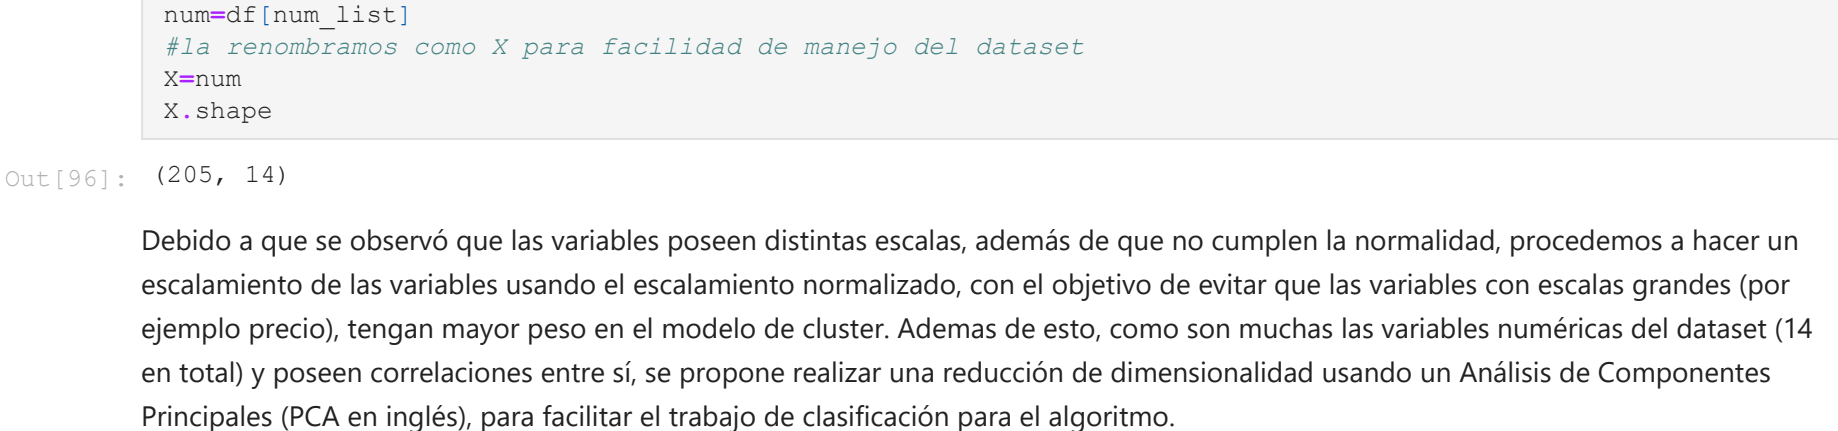 num=df[num_list]
#la renombramos como X para facilidad de manejo del dataset
X=num
X.shape
Out[96]: (205, 14)
Debido a que se observó que las variables poseen distintas escalas, además de que no cumplen la normalidad, procedemos a hacer un
escalamiento de las variables usando el escalamiento normalizado, con el objetivo de evitar que las variables con escalas grandes (por
ejemplo precio), tengan mayor peso en el modelo de cluster. Ademas de esto, como son muchas las variables numéricas del dataset (14
en total) y poseen correlaciones entre sí, se propone realizar una reducción de dimensionalidad usando un Análisis de Componentes
Principales (PCA en inglés), para facilitar el trabajo de clasificación para el algoritmo.